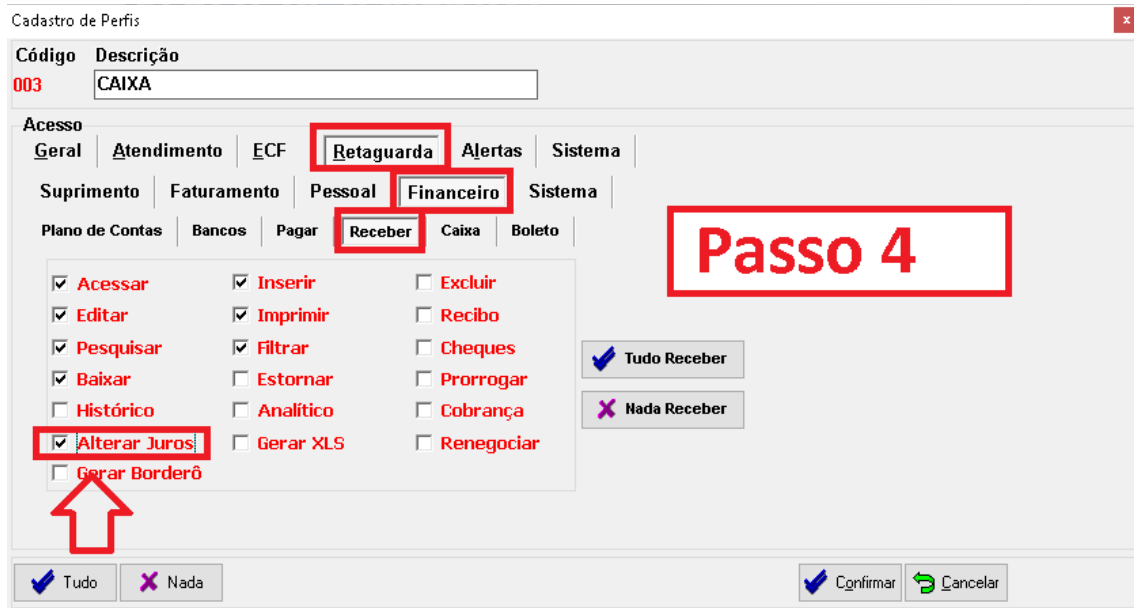 Cadastro de Perfis
x
Código Descrição
003 CAIXA
Acesso
Geral Atendimento ECF Retaguarda Alertas Sistema
Suprimento Faturamento Pessoal Financeiro Sistema
Plano de Contas Bancos Pagar Receber Caixa Boleto
Passo 4
Acessar Inserir Excluir
Editar Imprimir Recibo
Pesquisar Filtrar Cheques
Tudo Receber
Baixar Estornar Prorrogar
Histórico Analítico Cobrança
Nada Receber
Alterar Juros Gerar XLS Renegociar
Gerar Borderô
Tudo Nada Confirmar Cancelar